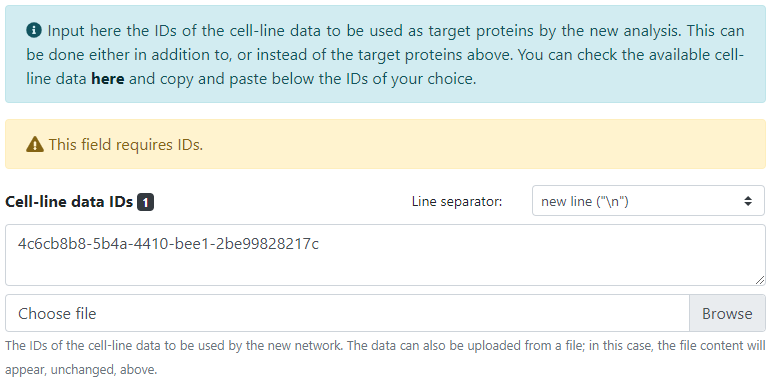 Input here the IDs of the cell-line data to be used as target proteins by the new analysis. This can
be done either in addition to, or instead of the target proteins above. You can check the available cell-
line data here and copy and paste below the IDs of your choice.
This field requires IDs.
Cell-line data IDs 1
Line separator:
new line ("\n")
4c6cb8b8-5b4a-4410-bee1-2be99828217c
Choose file
Browse
The IDs of the cell-line data to be used by the new network. The data can also be uploaded from a file; in this case, the file content will
appear, unchanged, above.